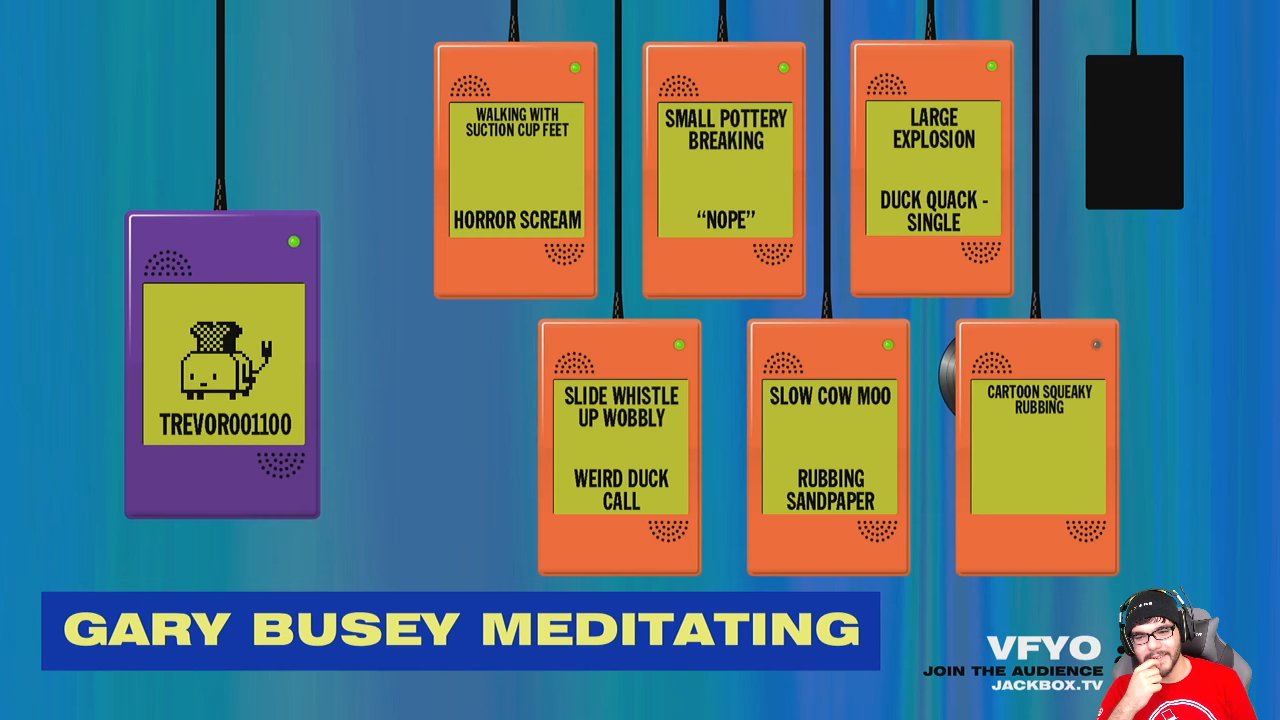 WALKING WITH
SUCTION CUP FEET
HORROR SCREAM
SMALL POTTERY
BREAKING
“NOPE”
LARGE
EXPLOSION
DUCK QUACK -
SINGLE
TREVOR001100
SLIDE WHISTLE
UP WOBBLY
WEIRD DUCK
CALL
SLOW COW MOO
RUBBING
SANDPAPER
CARTOON SQUEAKY
RUBBING
GARY BUSEY MEDITATING
VFYO
JOIN THE AUDIENCE
JACKBOX.TV